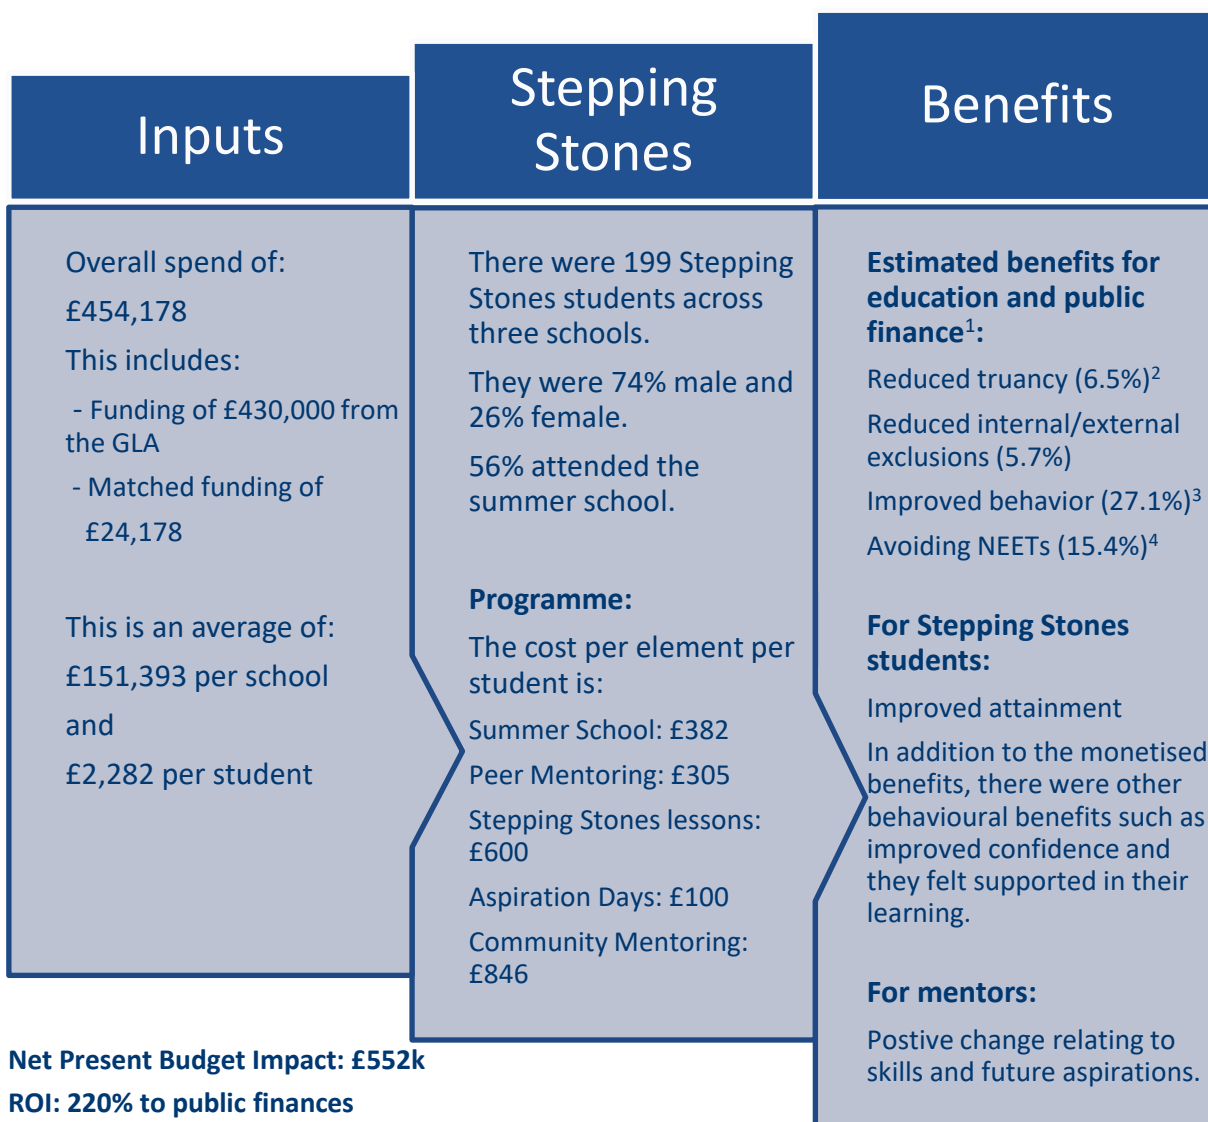 Inputs
Overall spend of:
£454,178
This includes:
- Funding of £430,000 from
the GLA
- Matched funding of
£24,178
This is an average of:
£151,393 per school
and
£2,282 per student
Stepping
Stones
There were 199 Stepping
Stones students across
three schools.
They were 74% male and
26% female.
56% attended the
summer school.
Programme:
The cost per element per
student is:
Summer School: £382
Peer Mentoring: £305
Stepping Stones lessons:
£600
Aspiration Days: £100
Community Mentoring:
£846
Benefits
Estimated benefits for
education and public
finance¹:
Reduced truancy (6.5%)²
Reduced internal/external
exclusions (5.7%)
Improved behavior (27.1%)³
Avoiding NEETs (15.4%)⁴
For Stepping Stones
students:
Improved attainment
In addition to the monetised
benefits, there were other
behavioural benefits such as
improved confidence and
they felt supported in their
learning.
For mentors:
Postive change relating to
skills and future aspirations.
Net Present Budget Impact: £552k
ROI: 220% to public finances